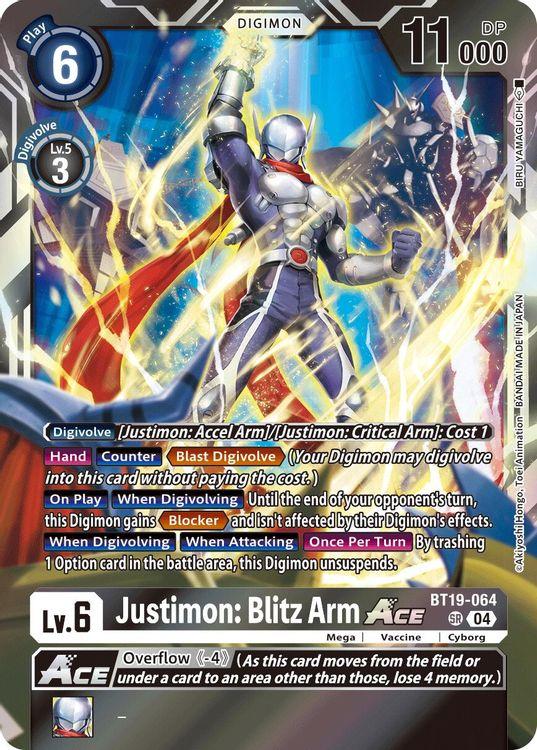 Play
6
DIGIMON
11000
DP
Digivolve
Lv.5
3
BIRU YAMAGUCHI
©Akiyoshi Hongo, Toei Animation BANDAI MADE IN JAPAN
Digivolve [Justimon: Accel Arm]/[Justimon: Critical Arm]: Cost 1
Hand Counter Blast Digivolve (Your Digimon may digivolve
into this card without paying the cost.)
On Play When Digivolving Until the end of your opponent's turn,
this Digimon gains Blocker and isn't affected by their Digimon's effects.
When Digivolving When Attacking Once Per Turn By trashing
1 Option card in the battle area, this Digimon unsuspends.
Lv.6 Justimon: Blitz Arm ACE
BT19-064
SR 04
Mega | Vaccine | Cyborg
ACE Overflow《-4》(As this card moves from the field or
under a card to an area other than those, lose 4 memory.)
–